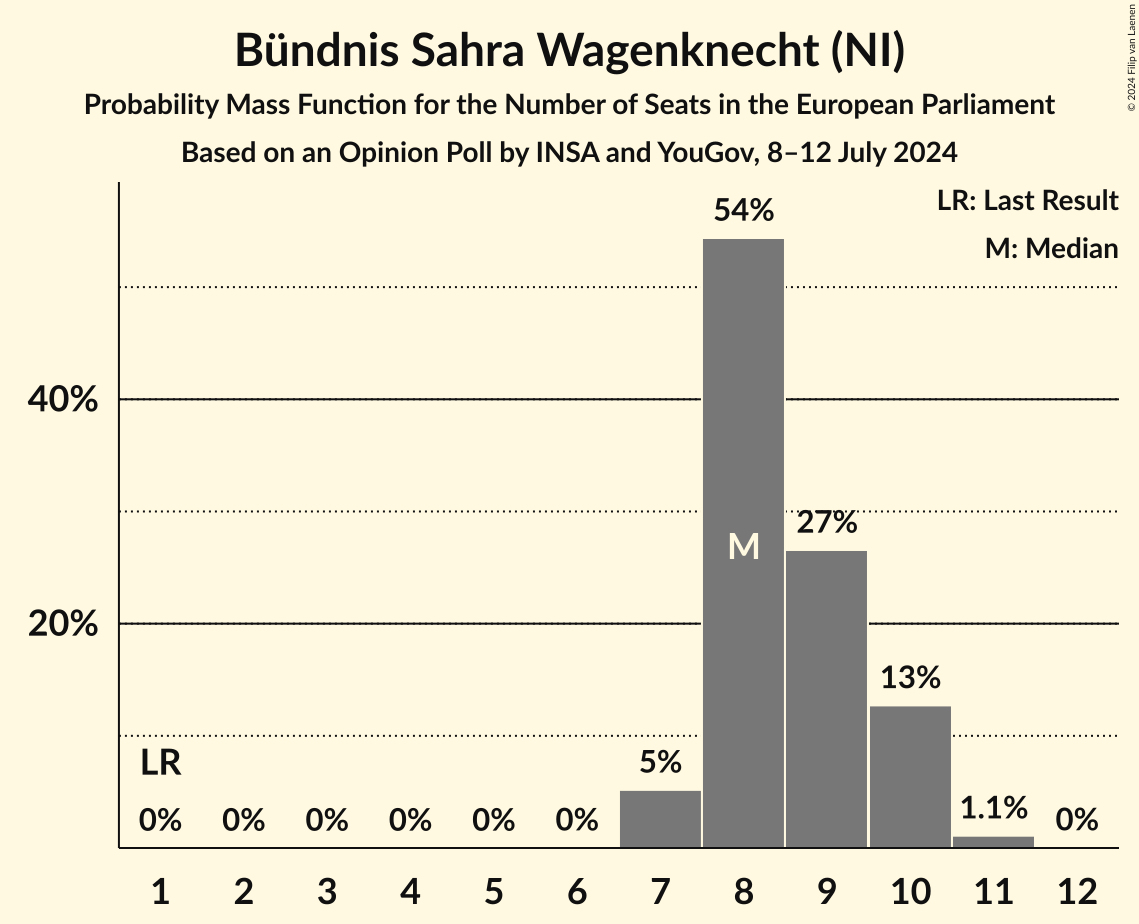 Bündnis Sahra Wagenknecht (NI)
Probability Mass Function for the Number of Seats in the European Parliament
Based on an Opinion Poll by INSA and YouGov, 8–12 July 2024
© 2024 Filip van Laenen
LR: Last Result
M: Median
54%
40%
27%
M
20%
13%
LR
5%
1.1%
0% 0% 0% 0% 0% 0% 0%
1 2 3 4 5 6 7 8 9 10 11 12